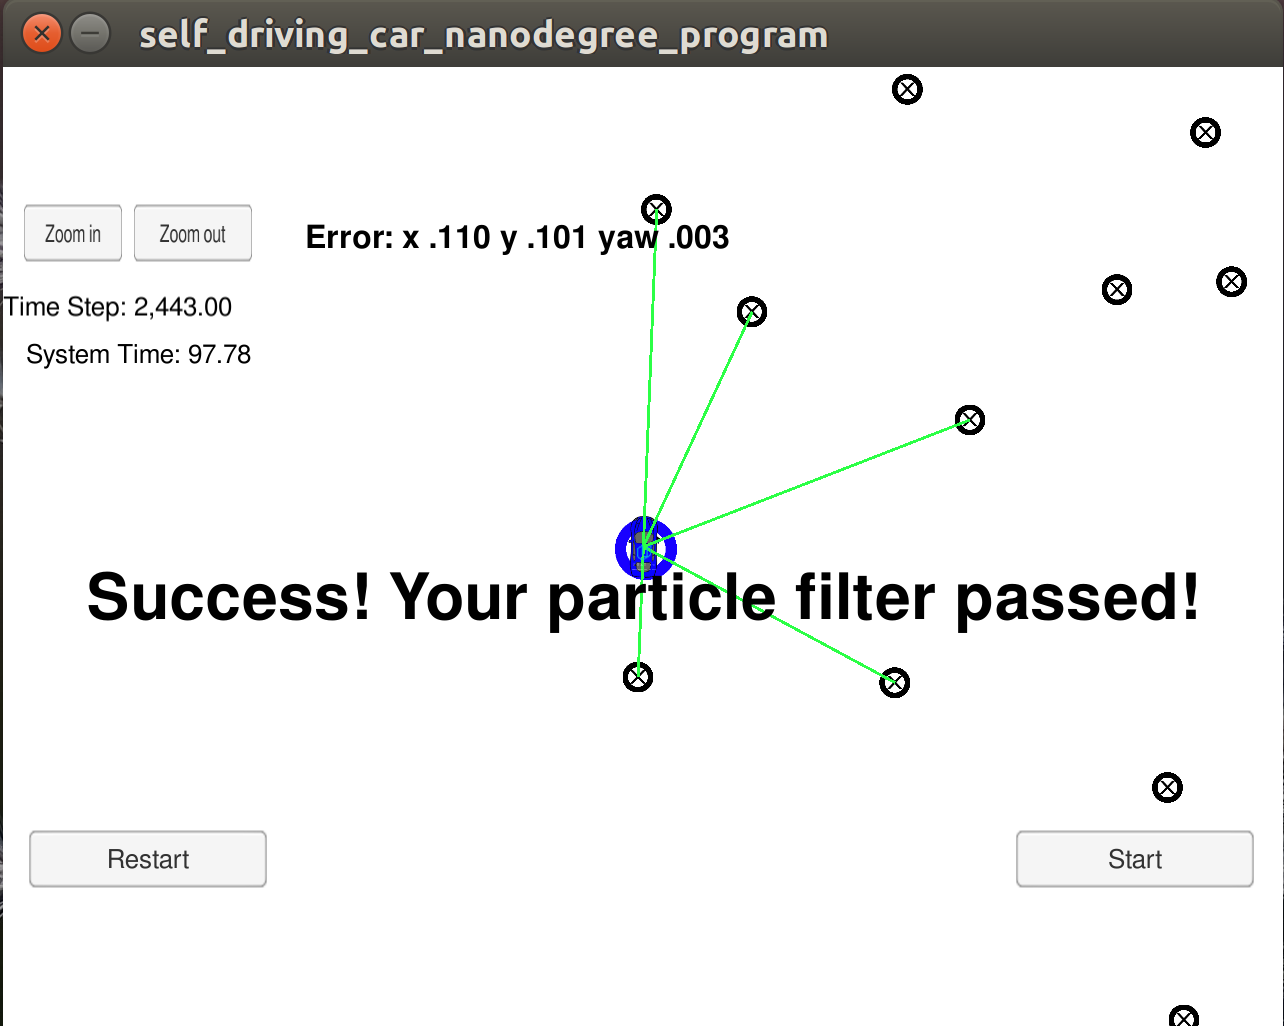 self_driving_car_nanodegree_program
Zoom in
Zoom out
Error: x .110 y .101 yaw .003
Time Step: 2,443.00
System Time: 97.78
Success! Your particle filter passed!
Restart
Start